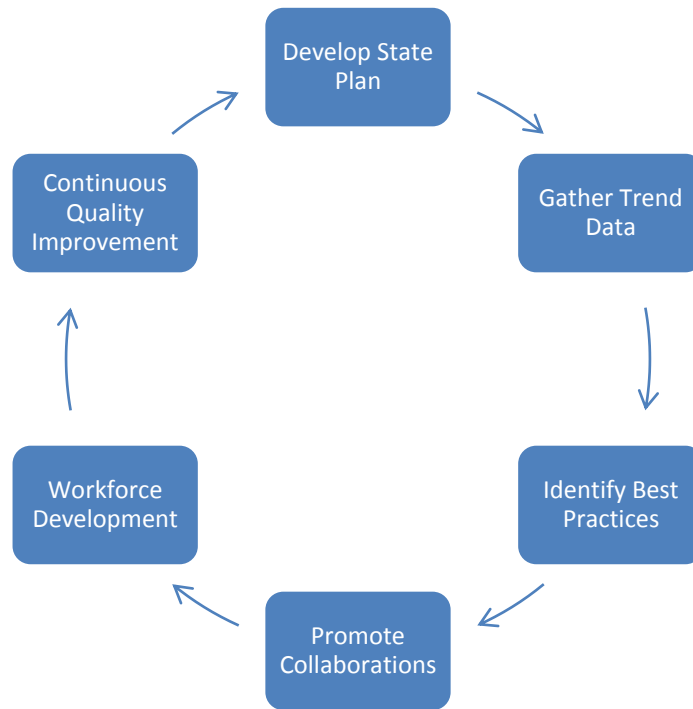 Develop State
Plan
Gather Trend
Data
Identify Best
Practices
Promote
Collaborations
Workforce
Development
Continuous
Quality
Improvement